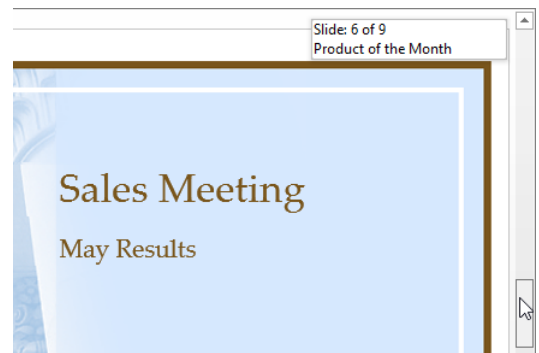 Slide: 6 of 9
Product of the Month
Sales Meeting
May Results